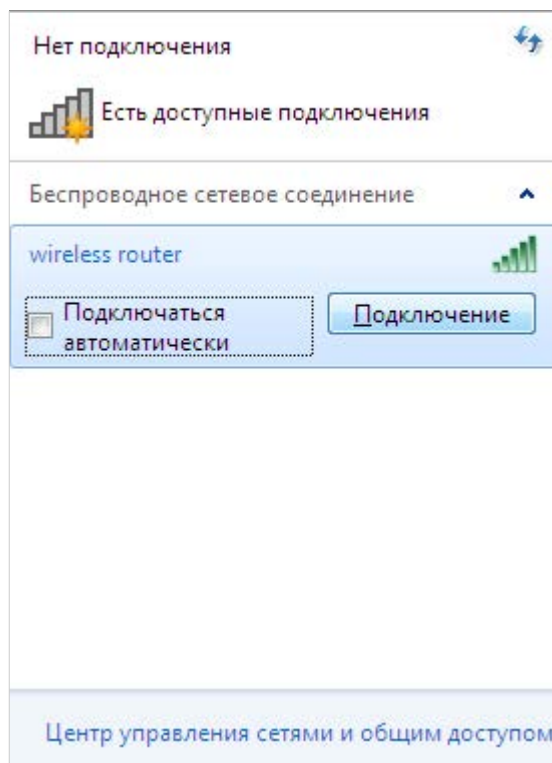 Нет подключения
Есть доступные подключения
Беспроводное сетевое соединение
wireless router
Подключаться
автоматически
Подключение
Центр управления сетями и общим доступом